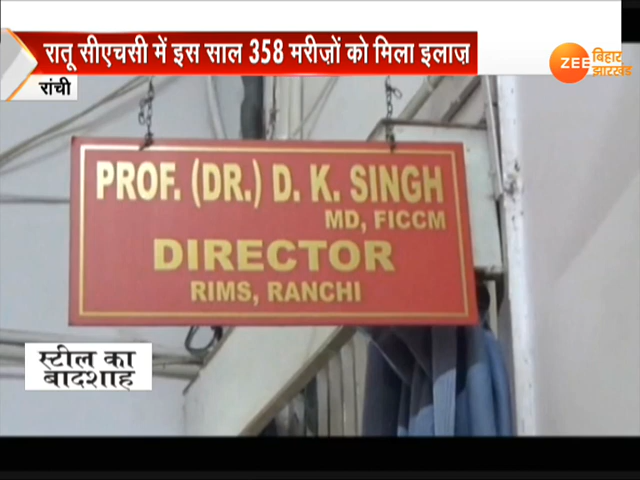 रातू सीएचसी में इस साल 358 मरीज़ों को मिला इलाज़
रांची
ZEE बिहार झारखंड
PROF. (DR.) D. K. SINGH
MD, FICCM
DIRECTOR
RIMS, RANCHI
स्टील का
बादशाह